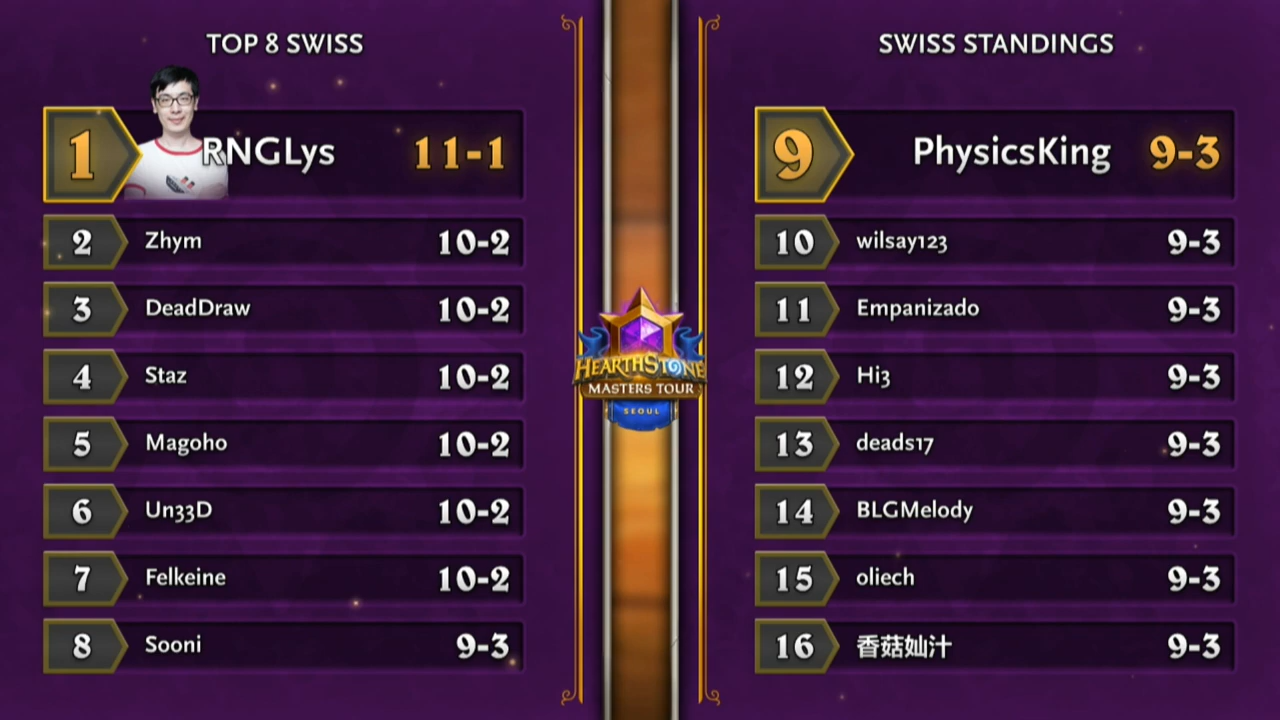 TOP 8 SWISS
1 RNGLys 11-1
2 Zhym 10-2
3 DeadDraw 10-2
4 Staz 10-2
5 Magoho 10-2
6 Un33D 10-2
7 Felkeine 10-2
8 Sooni 9-3
HEARTHSTONE
MASTERS TOUR
SEOUL
SWISS STANDINGS
9 PhysicsKing 9-3
10 wilsay123 9-3
11 Empanizado 9-3
12 Hi3 9-3
13 deads17 9-3
14 BLGMelody 9-3
15 oliech 9-3
16 香菇灿汁 9-3